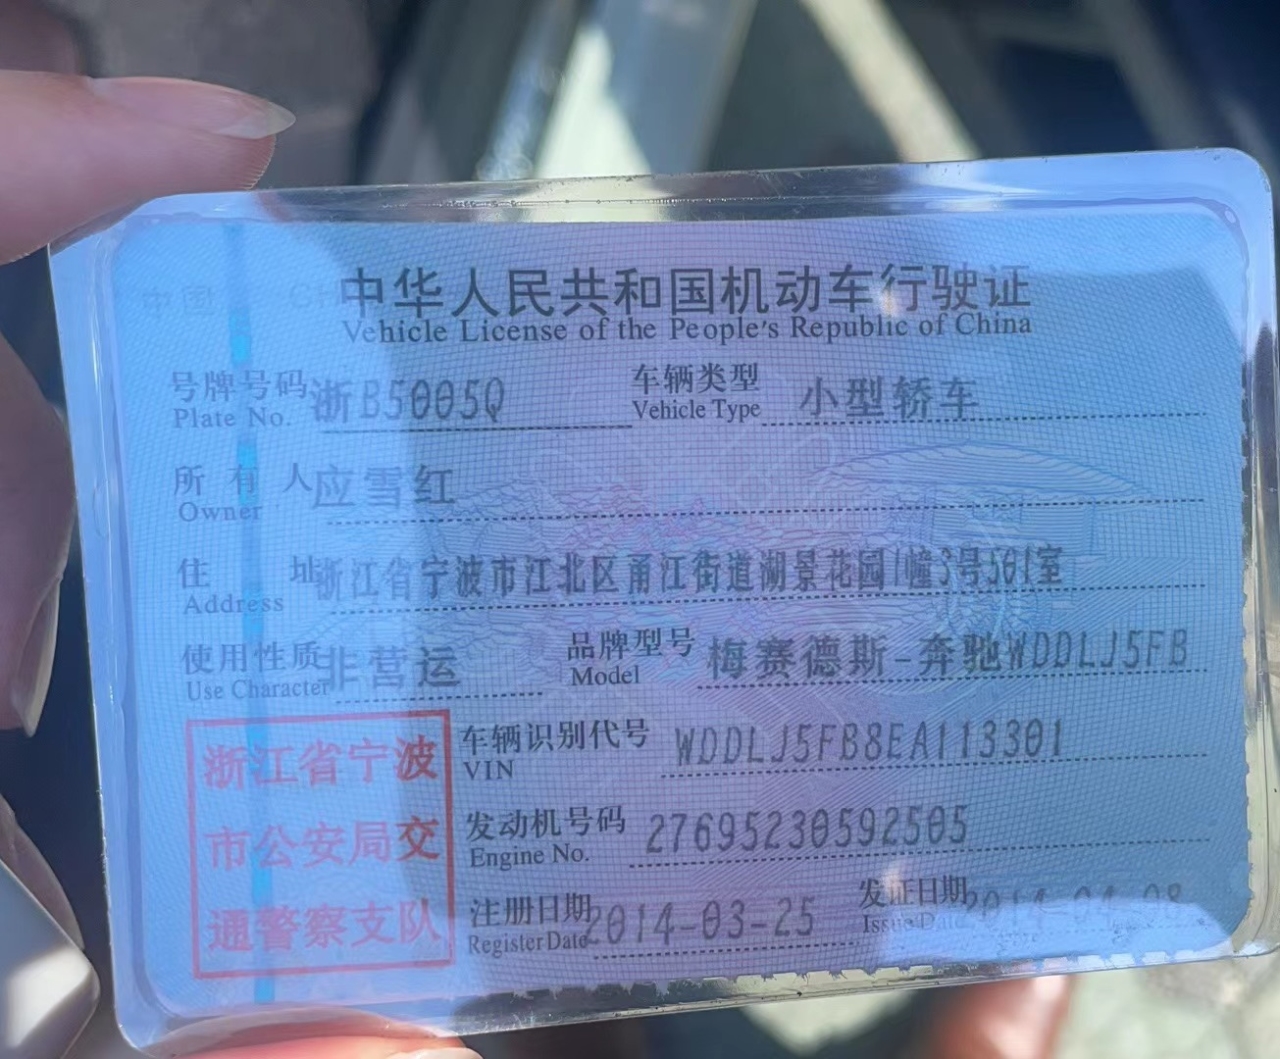 中国 CH
中华人民共和国机动车行驶证
Vehicle License of the People's Republic of China
号牌号码 浙B5005Q 车辆类型 小型轿车
Plate No. Vehicle Type
所有人 应雪红
Owner
住址 浙江省宁波市江北区甬江街道湖景花园1幢3号501室
Address
使用性质 非营运 品牌型号 梅赛德斯-奔驰WDDLJ5FB
Use Character Model
浙江省宁波
市公安局交
通警察支队
车辆识别代号 WDDLJ5FB8EA113301
VIN
发动机号码 27695230592505
Engine No.
注册日期 2014-03-25 发证日期 2014-04-08
Register Date Issue Date